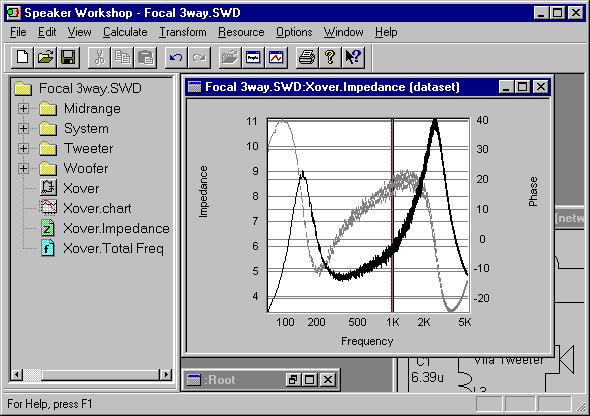 Speaker Workshop - Focal 3way.SWD
File Edit View Calculate Transform Resource Options Window Help
Focal 3way.SWD
Midrange
System
Tweeter
Woofer
Xover
Xover.chart
Xover.Impedance
Xover.Total Freq
Focal 3way.SWD:Xover.Impedance (dataset)
11
10
9
8
7
6
5
4
Impedance
40
30
20
10
0
-10
-20
Phase
100 200 500 1K 2K 5K
Frequency
(netw
C1
6.39u
Vifa Tweeter
L3
:Root
For Help, press F1